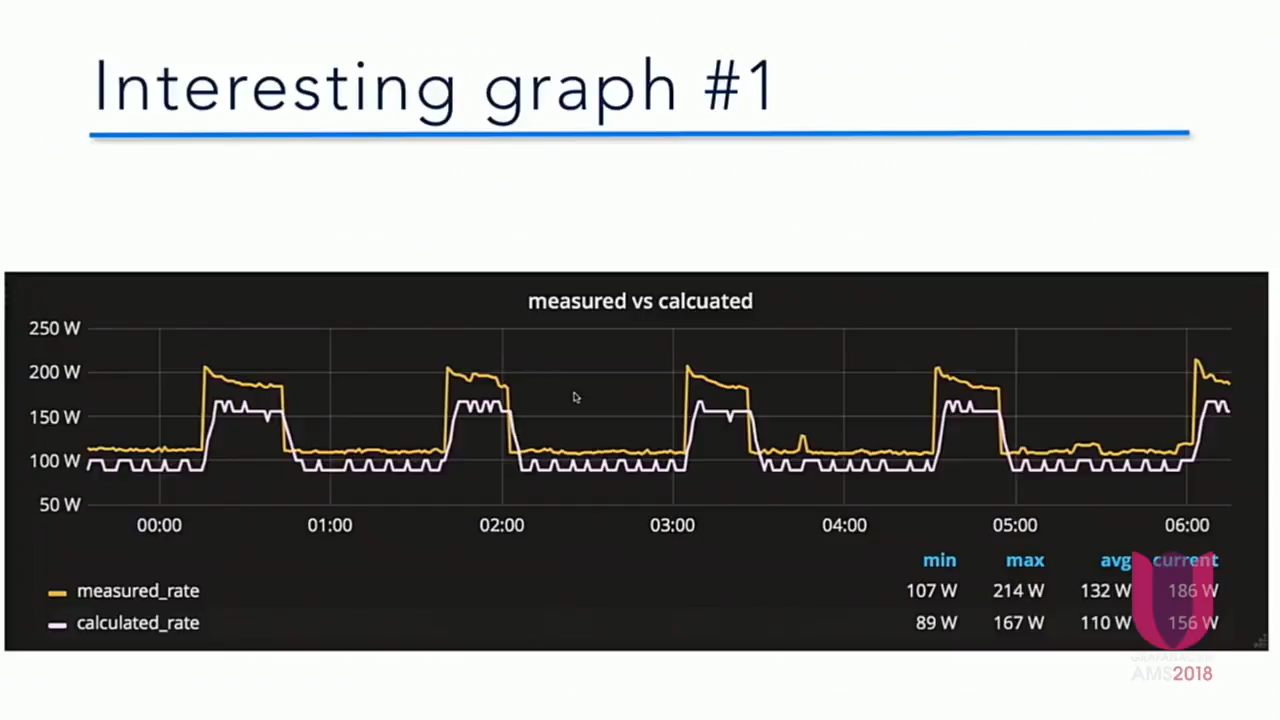 Interesting graph #1
measured vs calcuated
250 W
200 W
150 W
100 W
50 W
00:00 01:00 02:00 03:00 04:00 05:00 06:00
min max avg current
measured_rate 107 W 214 W 132 W 186 W
calculated_rate 89 W 167 W 110 W 156 W
AMS2018